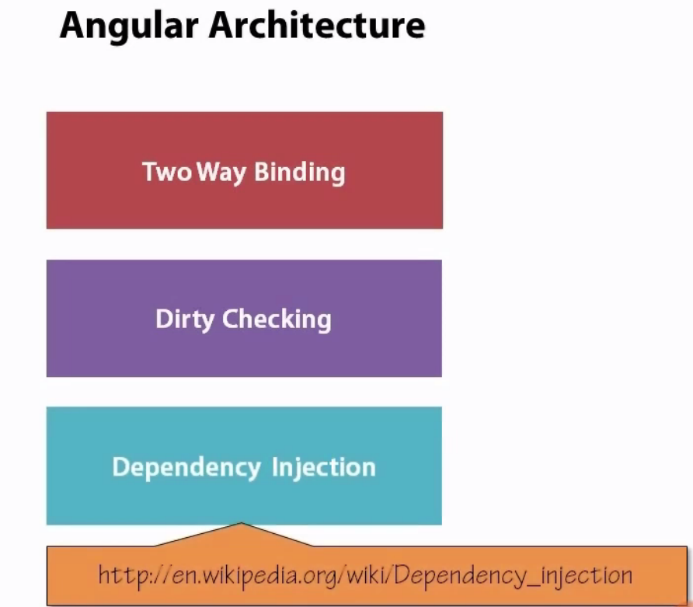 Angular Architecture
Two Way Binding
Dirty Checking
Dependency Injection
http://en.wikipedia.org/wiki/Dependency_injection